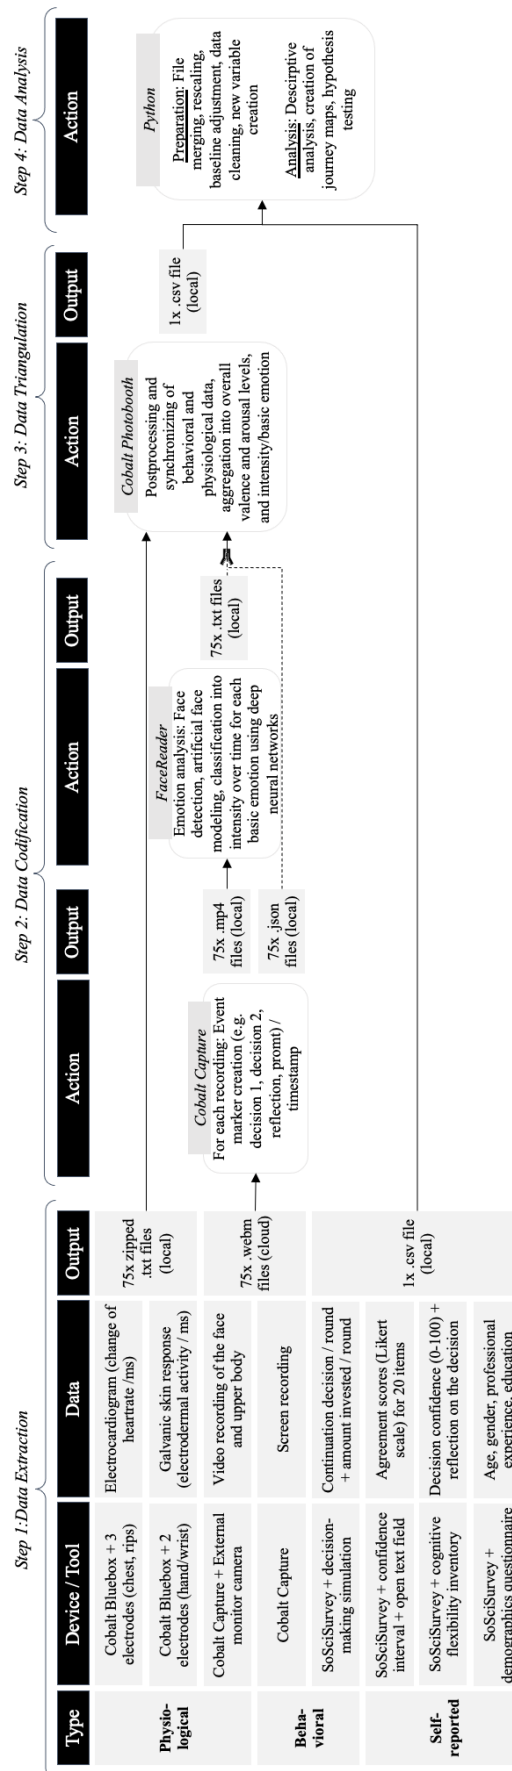 Step 1:Data Extraction
Type
Device / Tool
Data
Output
Physio-
logical
Cobalt Bluebox + 3
electrodes (chest, rips)
Electrocardiogram (change of
heartrate /ms)
Cobalt Bluebox + 2
electrodes (hand/wrist)
Galvanic skin response
(electrodermal activity / ms)
75x zipped
.txt files
(local)
Cobalt Capture + External
monitor camera
Video recording of the face
and upper body
Beha-
vioral
Cobalt Capture
Screen recording
75x .webm
files (cloud)
SoSciSurvey + decision-
making simulation
Continuation decision / round
+ amount invested / round
Self-
reported
SoSciSurvey + confidence
interval + open text field
Agreement scores (Likert
scale) for 20 items
SoSciSurvey + cognitive
flexibility inventory
Decision confidence (0-100) +
reflection on the decision
SoSciSurvey +
demographics questionnaire
Age, gender, professional
experience, education
1x .csv file
(local)
Step 2: Data Codification
Action
Output
Action
Output
Cobalt Capture
For each recording: Event
marker creation (e.g.
decision 1, decision 2,
reflection, promt) /
timestamp
75x .mp4
files (local)
75x .json
files (local)
FaceReader
Emotion analysis: Face
detection, artificial face
modeling, classification into
intensity over time for each
basic emotion using deep
neural networks
75x .txt files
(local)
Step 3: Data Triangulation
Action
Output
Cobalt Photobooth
Postprocessing and
synchronizing of
behavioral and
physiological data,
aggregation into overall
valence and arousal levels,
and intensity/basic emotion
1x .csv file
(local)
Step 4: Data Analysis
Action
Python
Preparation: File
merging, rescaling,
baseline adjustment, data
cleaning, new variable
creation
Analysis: Descirptive
analysis, creation of
journey maps, hypothesis
testing